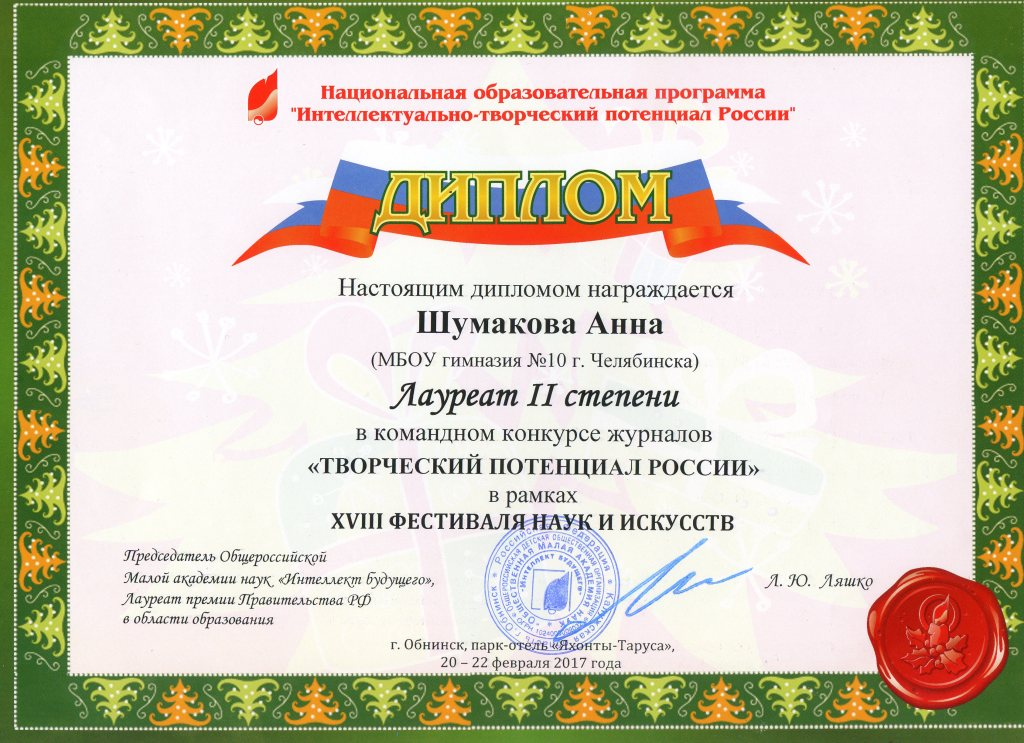 Национальная образовательная программа
"Интеллектуально-творческий потенциал России"
ДИПЛОМ
Настоящим дипломом награждается
Шумакова Анна
(МБОУ гимназия №10 г. Челябинска)
Лауреат II степени
в командном конкурсе журналов
«ТВОРЧЕСКИЙ ПОТЕНЦИАЛ РОССИИ»
в рамках
XVIII ФЕСТИВАЛЯ НАУК И ИСКУССТВ
Председатель Общероссийской
Малой академии наук «Интеллект будущего»,
Лауреат премии Правительства РФ
в области образования
Л. Ю. Ляшко
ИНТЕЛЛЕКТ БУДУЩЕГО
г. Обнинск, парк-отель «Яхонты-Таруса»,
20 – 22 февраля 2017 года